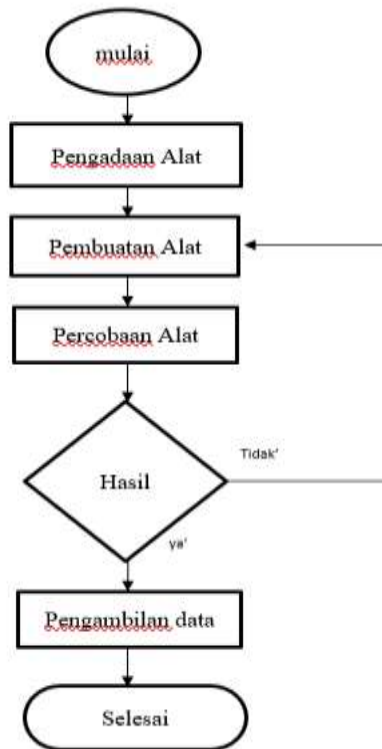 mulai
Pengadaan Alat
Pembuatan Alat
Percobaan Alat
Hasil
Tidak'
ya'
Pengambilan data
Selesai